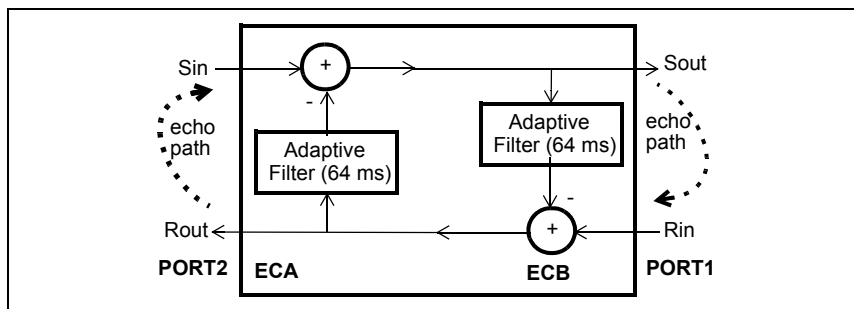 Sin
+
Sout
-
echo
path
Adaptive
Filter (64 ms)
Adaptive
Filter (64 ms)
echo
path
-
Rout
+
Rin
PORT2
ECA
ECB
PORT1